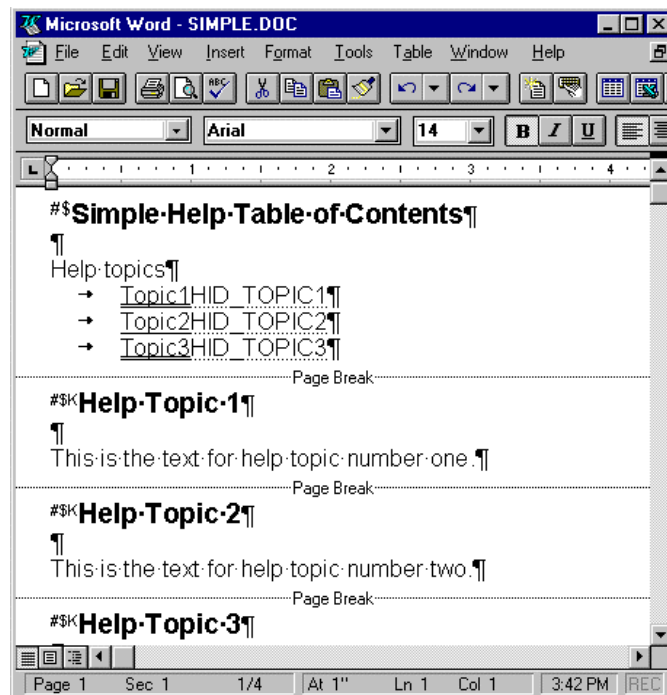 Microsoft Word - SIMPLE.DOC
File Edit View Insert Format Tools Table Window Help
ABC
Normal Arial 14 B I U
L 1 2 3 4
#$Simple·Help·Table·of·Contents¶
¶
Help·topics¶
→ Topic1HID_TOPIC1¶
→ Topic2HID_TOPIC2¶
→ Topic3HID_TOPIC3¶
Page Break
#$KHelp·Topic·1¶
¶
This·is·the·text·for·help·topic·number·one.¶
Page Break
#$KHelp·Topic·2¶
¶
This·is·the·text·for·help·topic·number·two.¶
Page Break
#$KHelp·Topic·3¶
Page 1 Sec 1 1/4 At 1" Ln 1 Col 1 3:42 PM REC